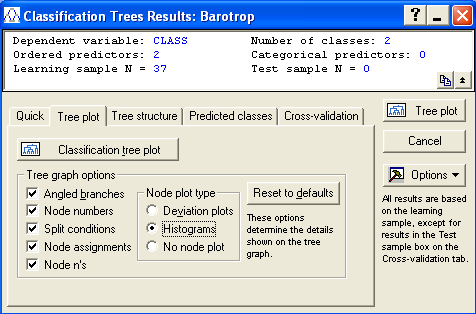 Classification Trees Results: Barotrop
Dependent variable: CLASS Number of classes: 2
Ordered predictors: 2 Categorical predictors: 0
Learning sample N = 37 Test sample N = 0
Quick Tree plot Tree structure Predicted classes Cross-validation
Classification tree plot
Tree graph options
Angled branches
Node numbers
Split conditions
Node assignments
Node n's
Node plot type
Deviation plots
Histograms
No node plot
Reset to defaults
These options
determine the details
shown on the tree
graph.
Tree plot
Cancel
Options
All results are based
on the learning
sample, except for
results in the Test
sample box on the
Cross-validation tab.